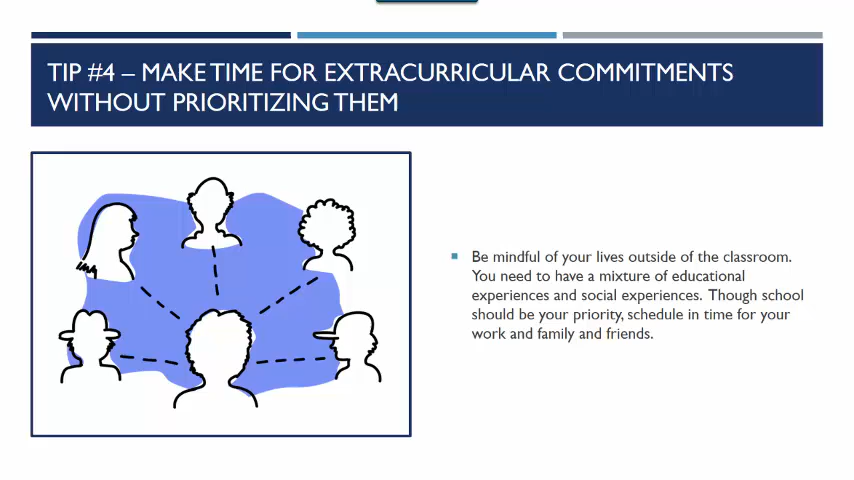 TIP #4 – MAKE TIME FOR EXTRACURRICULAR COMMITMENTS
WITHOUT PRIORITIZING THEM
Be mindful of your lives outside of the classroom.
You need to have a mixture of educational
experiences and social experiences. Though school
should be your priority, schedule in time for your
work and family and friends.